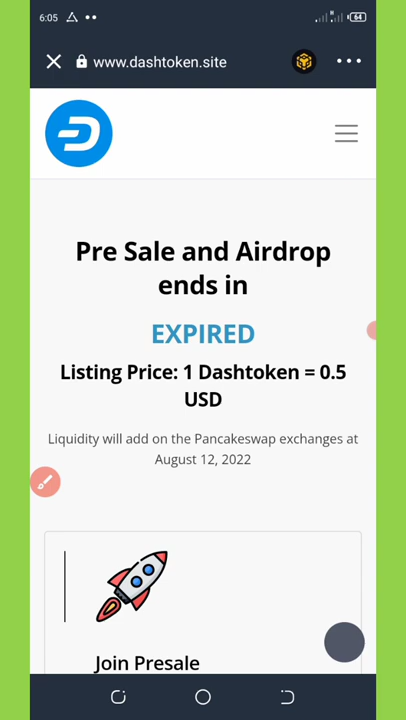 6:05
64
www.dashtoken.site
Pre Sale and Airdrop
ends in
EXPIRED
Listing Price: 1 Dashtoken = 0.5
USD
Liquidity will add on the Pancakeswap exchanges at
August 12, 2022
Join Presale